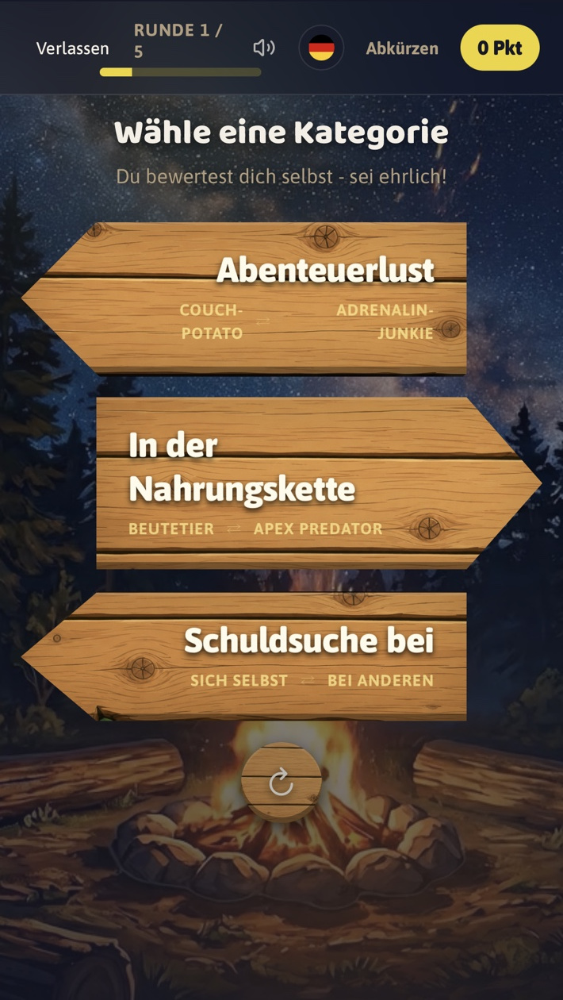 Verlassen
RUNDE 1 /
5
Abkürzen
0 Pkt
Wähle eine Kategorie
Du bewertest dich selbst - sei ehrlich!
Abenteuerlust
COUCH-
POTATO
⇄
ADRENALIN-
JUNKIE
In der
Nahrungskette
BEUTETIER ⇄ APEX PREDATOR
Schuldsuche bei
SICH SELBST ⇄ BEI ANDEREN